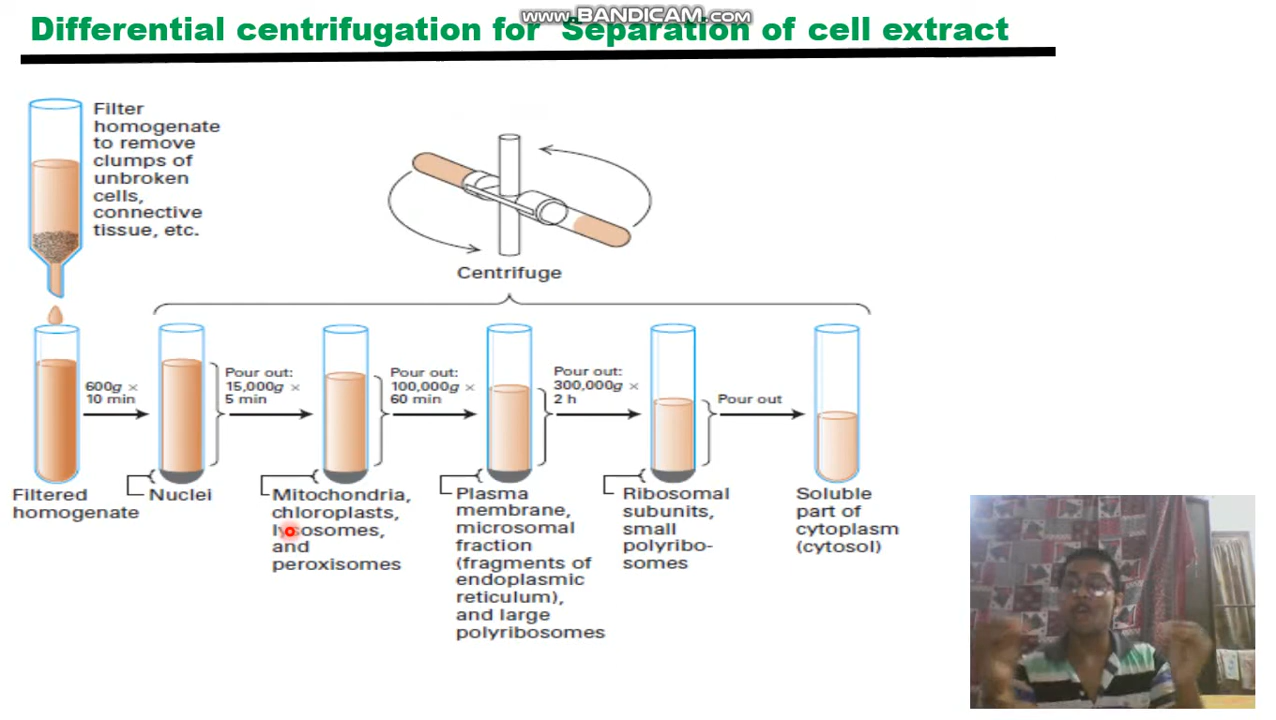 www.BANDICAM.com
Differential centrifugation for Separation of cell extract
Filter
homogenate
to remove
clumps of
unbroken
cells,
connective
tissue, etc.
Centrifuge
600g ×
10 min
Pour out:
15,000g ×
5 min
Pour out:
100,000g ×
60 min
Pour out:
300,000g ×
2 h
Pour out
Filtered
homogenate
Nuclei
Mitochondria,
chloroplasts,
lysosomes,
and
peroxisomes
Plasma
membrane,
microsomal
fraction
(fragments of
endoplasmic
reticulum),
and large
polyribosomes
Ribosomal
subunits,
small
polyribo-
somes
Soluble
part of
cytoplasm
(cytosol)